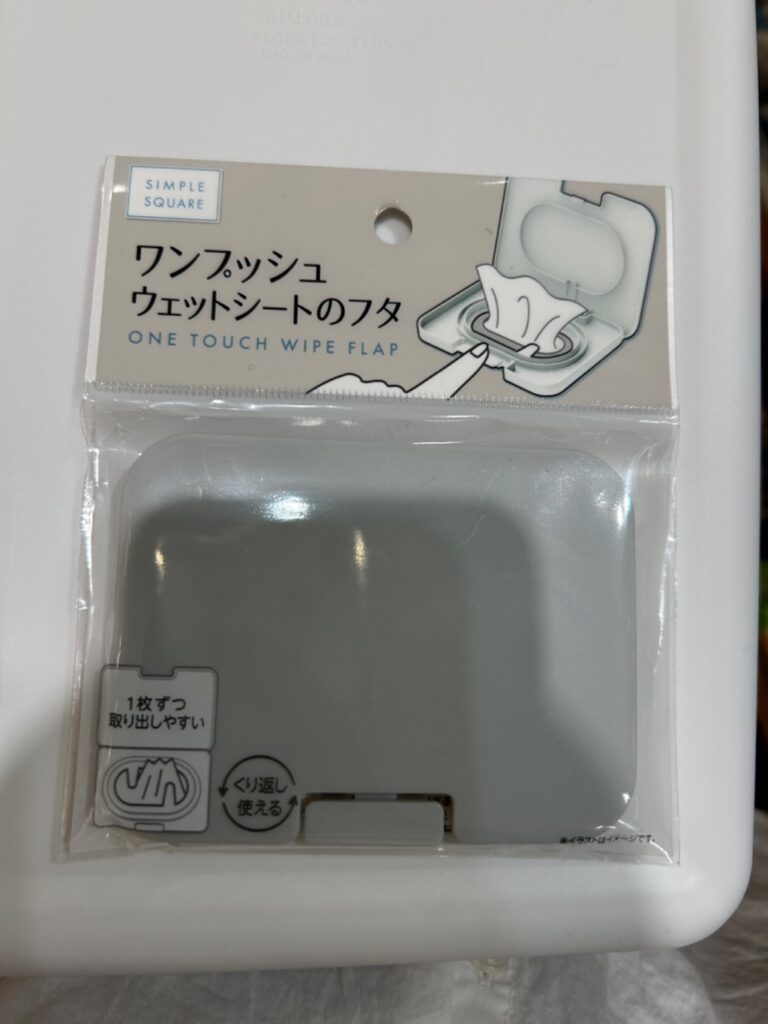 SIMPLE
SQUARE
ワンプッシュ
ウェットシートのフタ
ONE TOUCH WIPE FLAP
1枚ずつ
取り出しやすい
くり返し
使える
※イラストはイメージです。